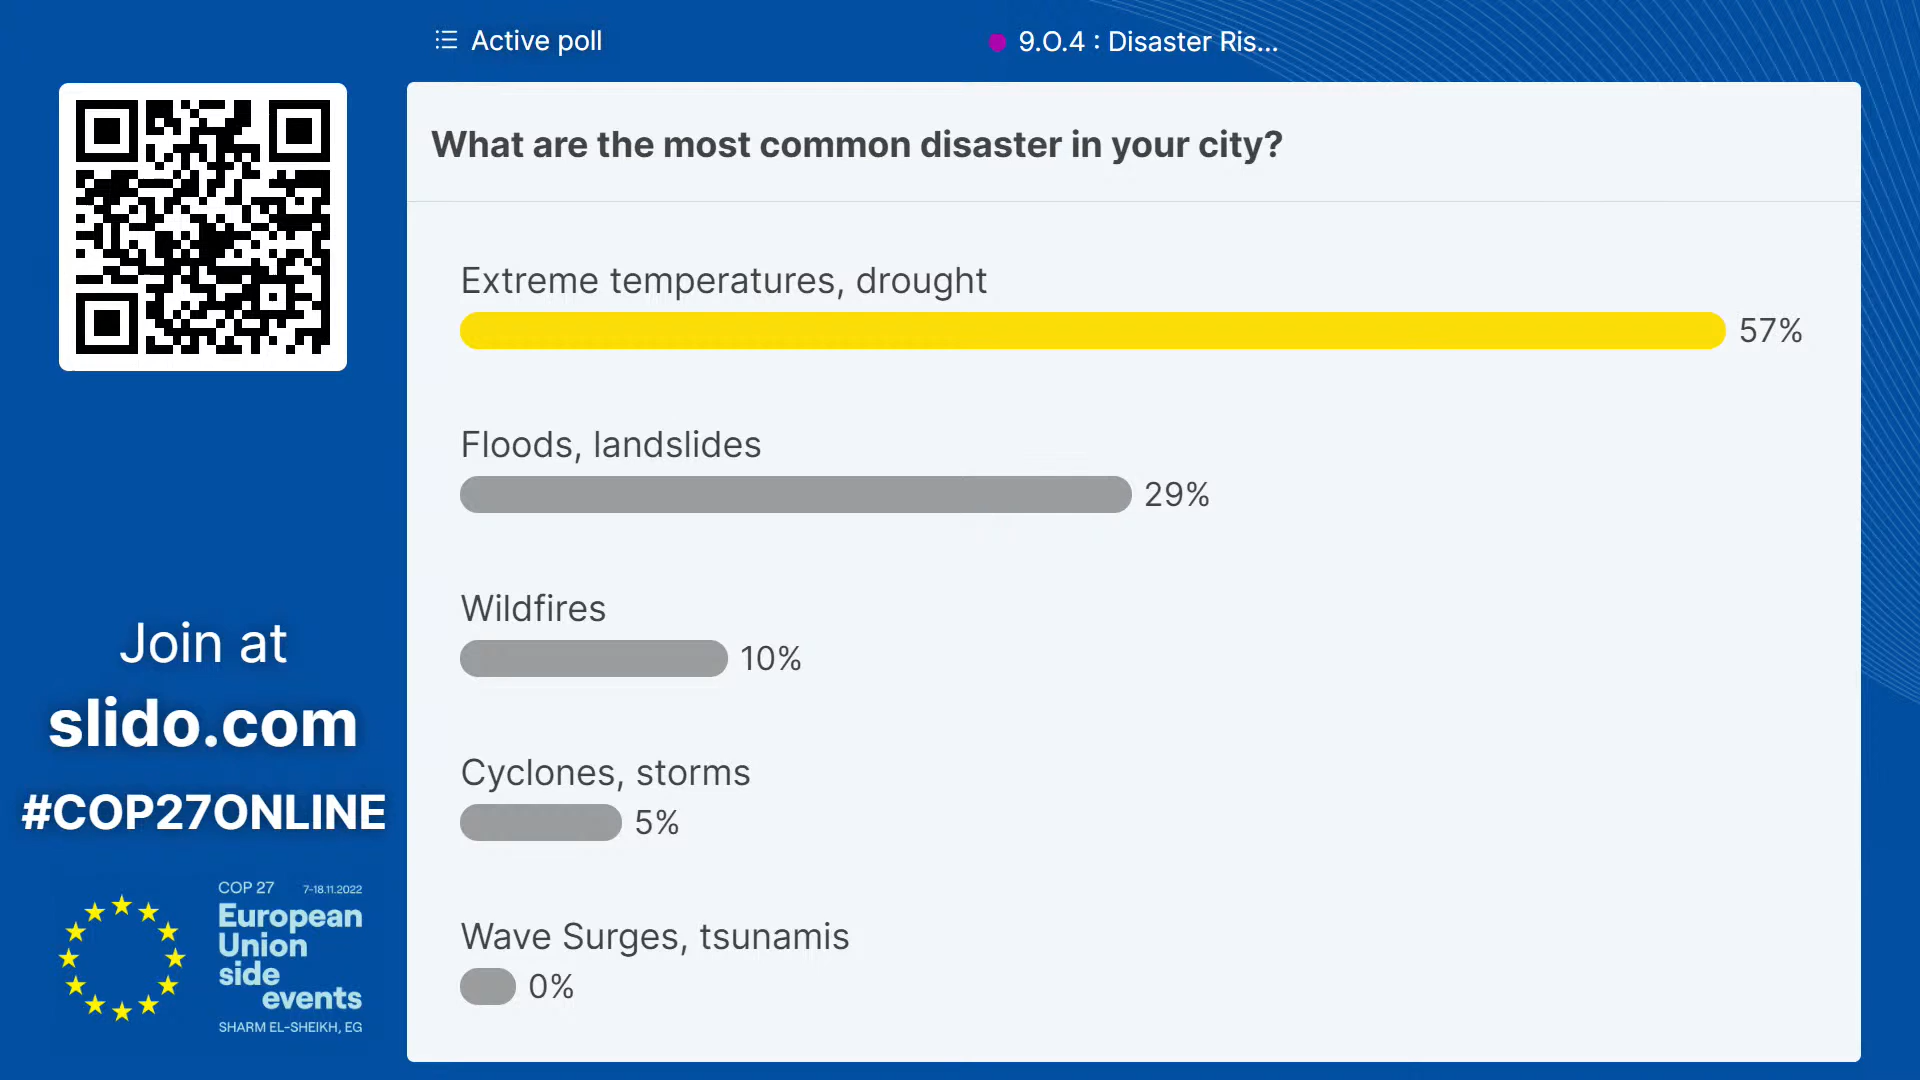 Active poll
9.O.4 : Disaster Ris...
What are the most common disaster in your city?
Extreme temperatures, drought
57%
Floods, landslides
29%
Wildfires
10%
Cyclones, storms
5%
Wave Surges, tsunamis
0%
Join at
slido.com
#COP27ONLINE
COP 27 7-18.11.2022
European
Union
side
events
SHARM EL-SHEIKH, EG